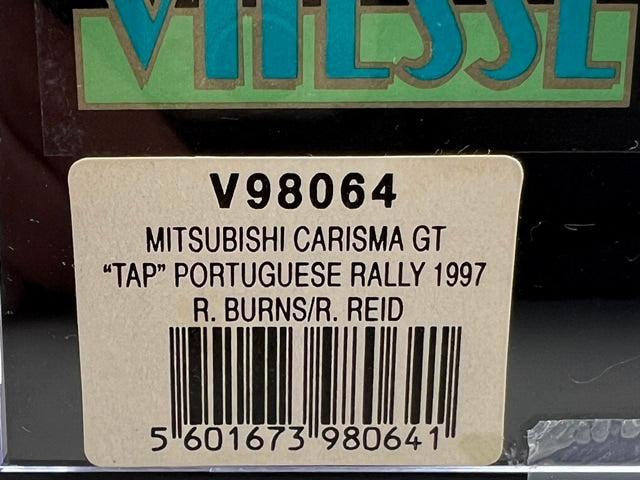 VITESSE
V98064
MITSUBISHI CARISMA GT
“TAP” PORTUGUESE RALLY 1997
R. BURNS/R. REID
5 601673 980641